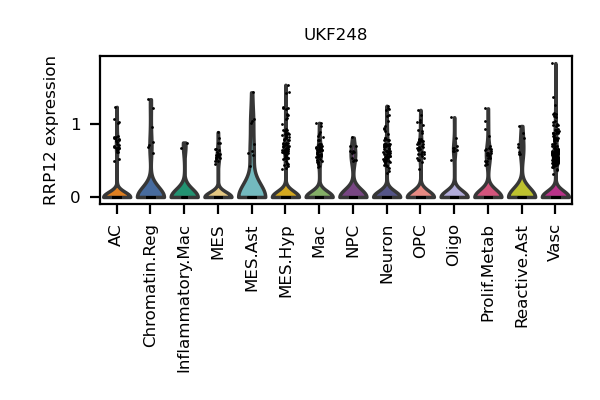 UKF248
RRP12 expression
1
0
AC
Chromatin.Reg
Inflammatory.Mac
MES
MES.Ast
MES.Hyp
Mac
NPC
Neuron
OPC
Oligo
Prolif.Metab
Reactive.Ast
Vasc